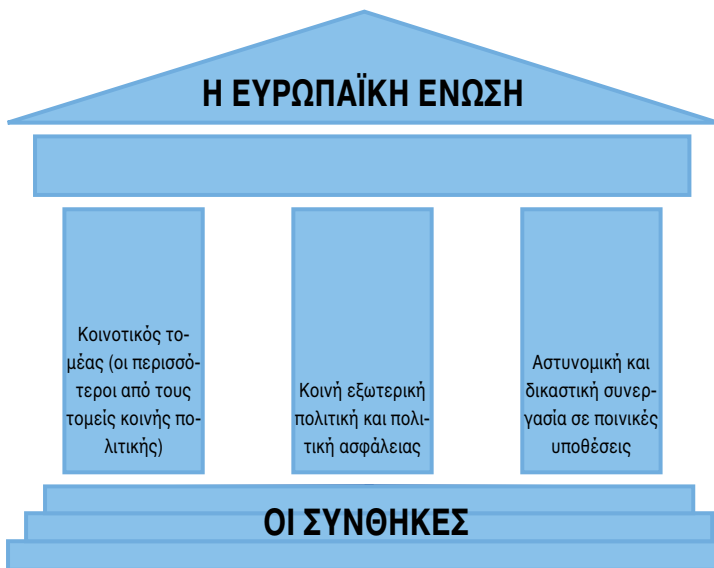 Η ΕΥΡΩΠΑΪΚΗ ΕΝΩΣΗ
Κοινοτικός το-
μέας (οι περισσό-
τεροι από τους
τομείς κοινής πο-
λιτικής)
Κοινή εξωτερική
πολιτική και πολι-
τική ασφάλειας
Αστυνομική και
δικαστική συνερ-
γασία σε ποινικές
υποθέσεις
ΟΙ ΣΥΝΘΗΚΕΣ